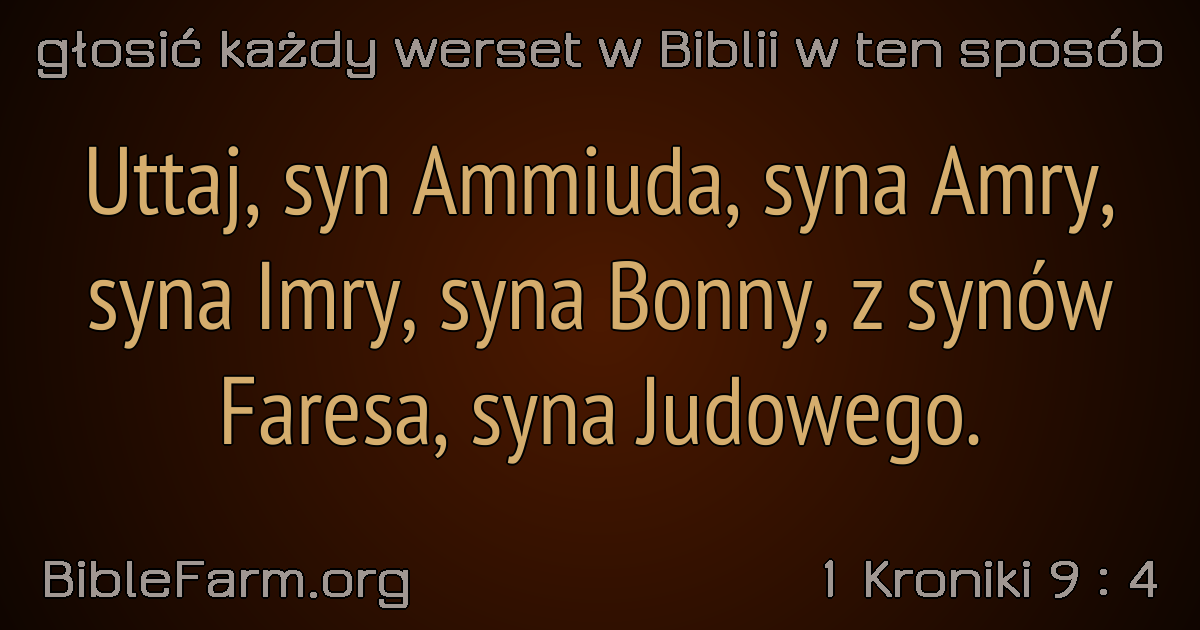 głosić każdy werset w Biblii w ten sposób
Uttaj, syn Ammiuda, syna Amry,
syna Imry, syna Bonny, z synów
Faresa, syna Judowego.
BibleFarm.org
1 Kroniki 9 : 4